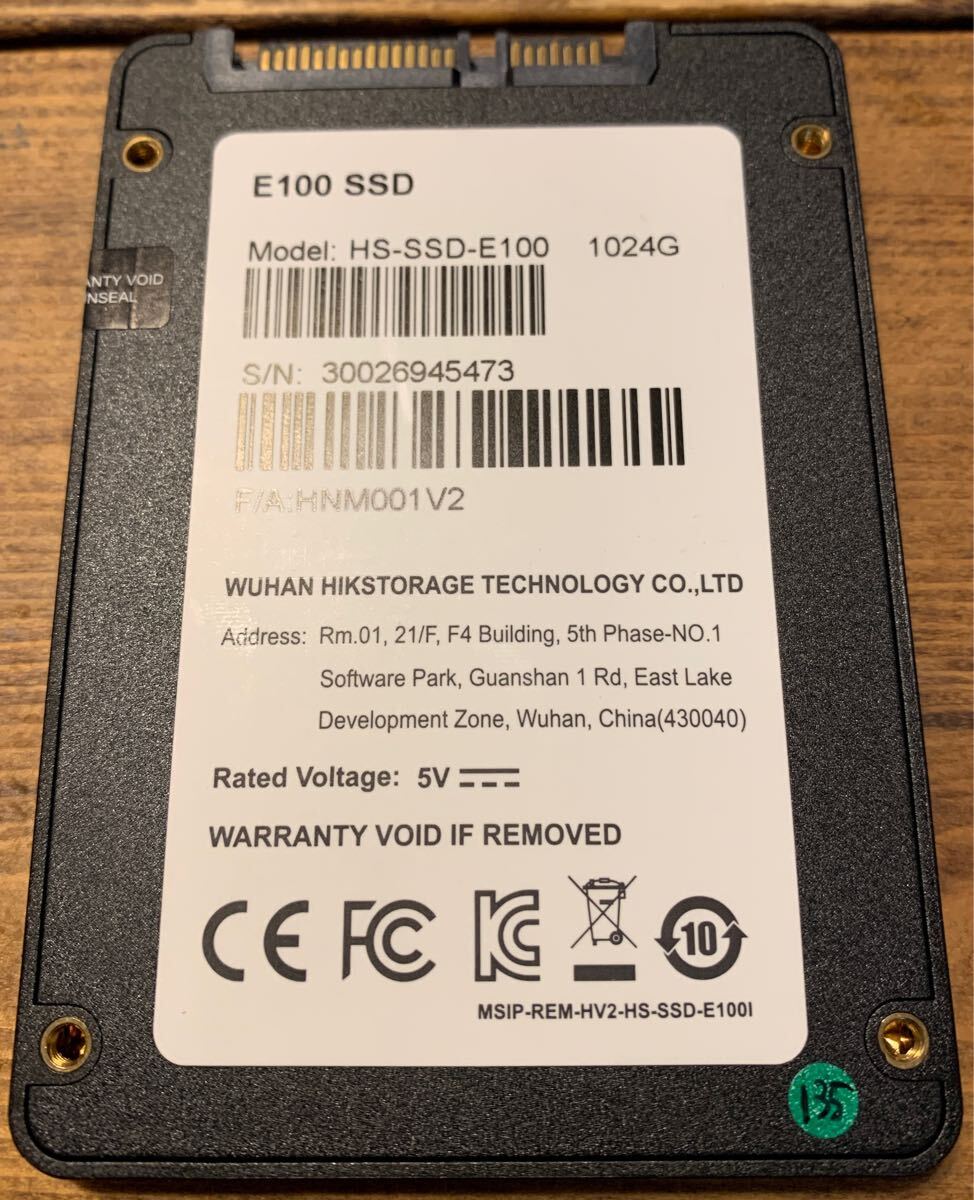 E100 SSD
Model: HS-SSD-E100 1024G
ANTY VOID
NSEAL
S/N: 30026945473
F/A:HNM001V2
WUHAN HIKSTORAGE TECHNOLOGY CO.,LTD
Address: Rm.01, 21/F, F4 Building, 5th Phase-NO.1
Software Park, Guanshan 1 Rd, East Lake
Development Zone, Wuhan, China(430040)
Rated Voltage: 5V
WARRANTY VOID IF REMOVED
CE FC KC 10
MSIP-REM-HV2-HS-SSD-E100I
135